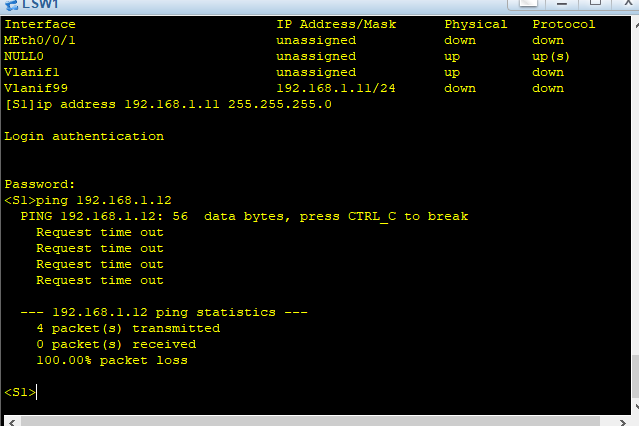 LSW1
Interface IP Address/Mask Physical Protocol
MEth0/0/1 unassigned down down
NULL0 unassigned up up(s)
Vlanif1 unassigned up down
Vlanif99 192.168.1.11/24 down down
[S1]ip address 192.168.1.11 255.255.255.0
Login authentication
Password:
<S1>ping 192.168.1.12
PING 192.168.1.12: 56 data bytes, press CTRL_C to break
Request time out
Request time out
Request time out
Request time out
--- 192.168.1.12 ping statistics ---
4 packet(s) transmitted
0 packet(s) received
100.00% packet loss
<S1>